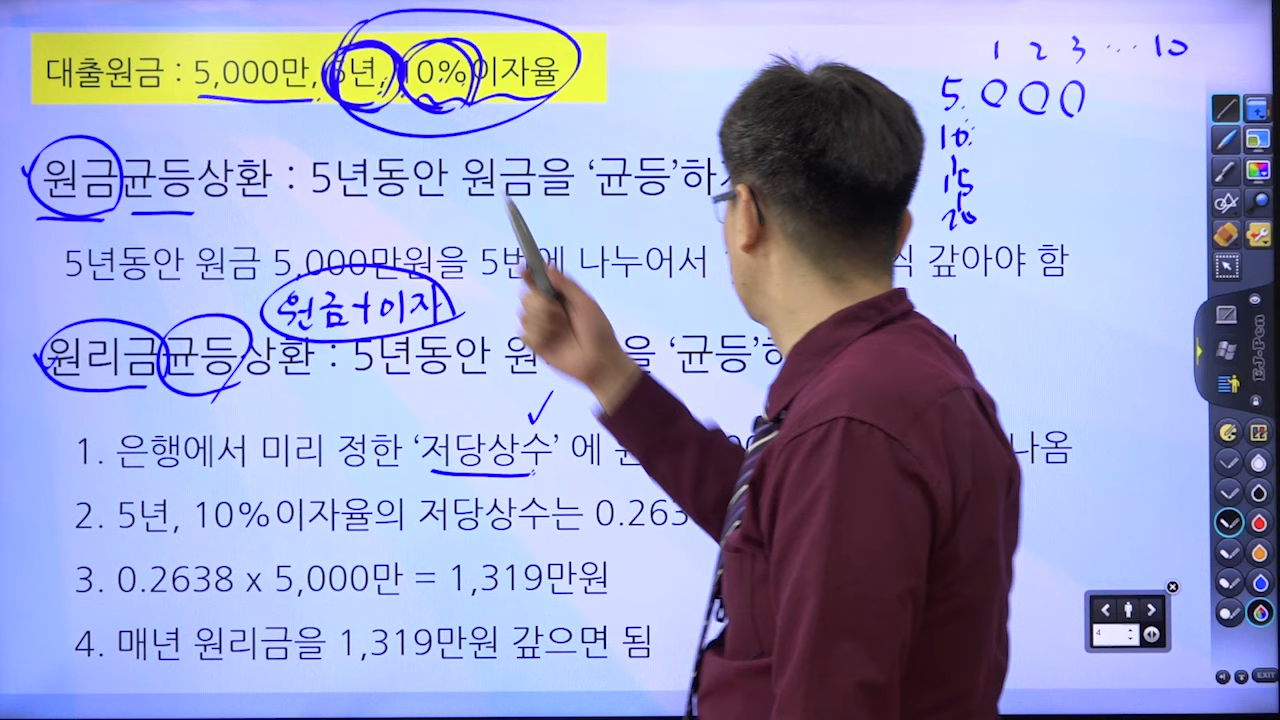 대출원금 : 5,000만, 5년, 10%이자율
1 2 3 ... 10
5. 0 0 0
10.
15
20
원금균등상환 : 5년동안 원금을 ‘균등’하
5년동안 원금 5,000만원을 5번에 나누어서 갚아야 함
원금+이자
원리금균등상환 : 5년동안 원 을 ‘균등’하
1. 은행에서 미리 정한 ‘저당상수’ 에 나옴
2. 5년, 10%이자율의 저당상수는 0.263
3. 0.2638 x 5,000만 = 1,319만원
4. 매년 원리금을 1,319만원 갚으면 됨
EJ-Pen
4
EXIT